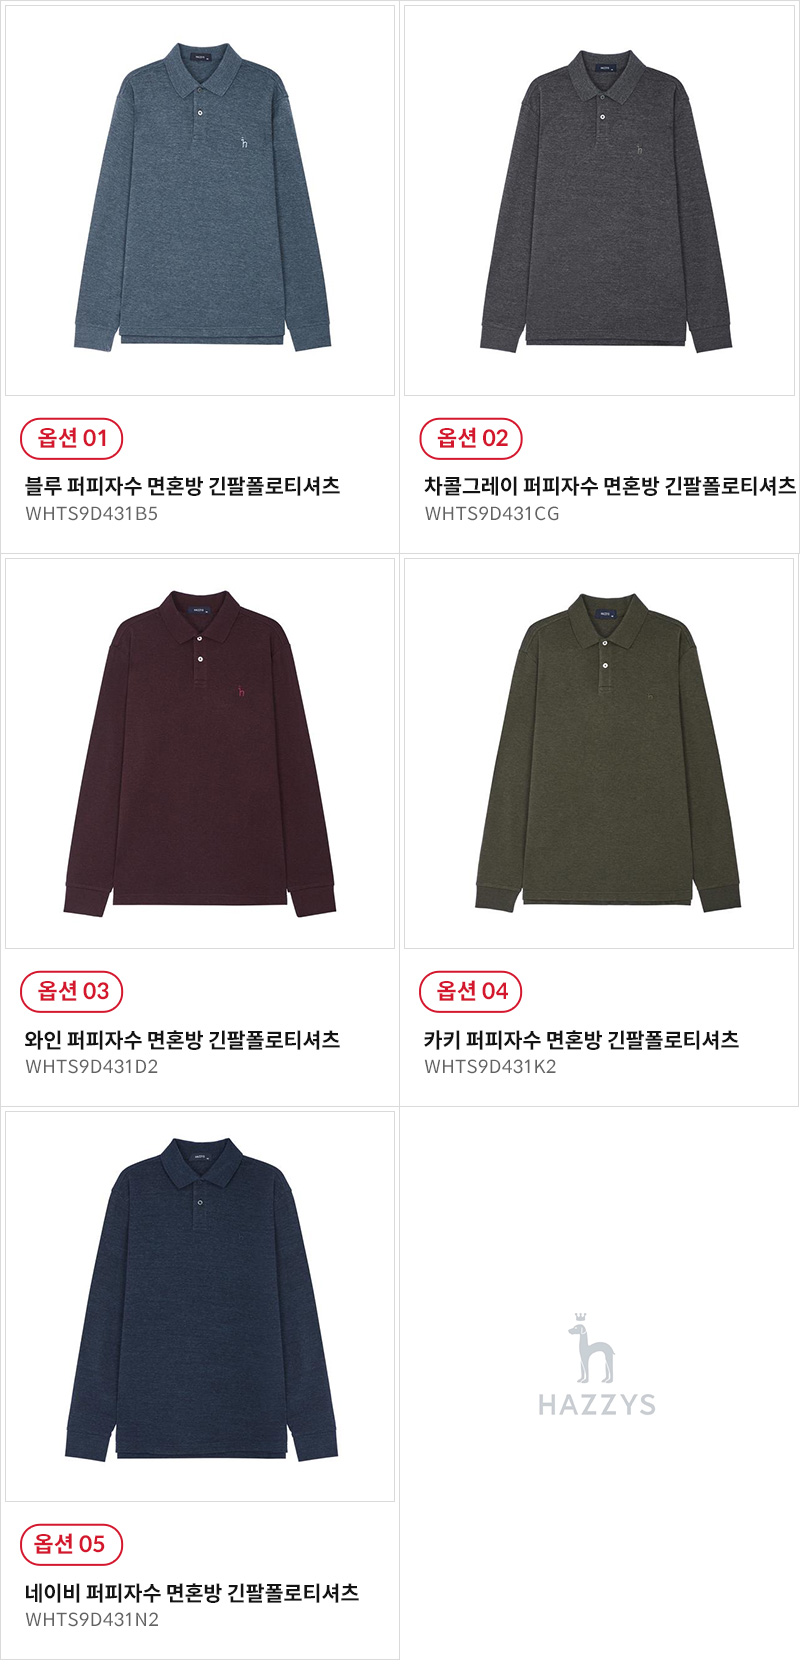 HAZZYS
HAZZYS
옵션 01
옵션 02
블루 퍼피자수 면혼방 긴팔폴로티셔츠
WHTS9D431B5
차콜그레이 퍼피자수 면혼방 긴팔폴로티셔츠
WHTS9D431CG
HAZZYS
HAZZYS
옵션 03
옵션 04
와인 퍼피자수 면혼방 긴팔폴로티셔츠
WHTS9D431D2
카키 퍼피자수 면혼방 긴팔폴로티셔츠
WHTS9D431K2
HAZZYS
HAZZYS
옵션 05
네이비 퍼피자수 면혼방 긴팔폴로티셔츠
WHTS9D431N2